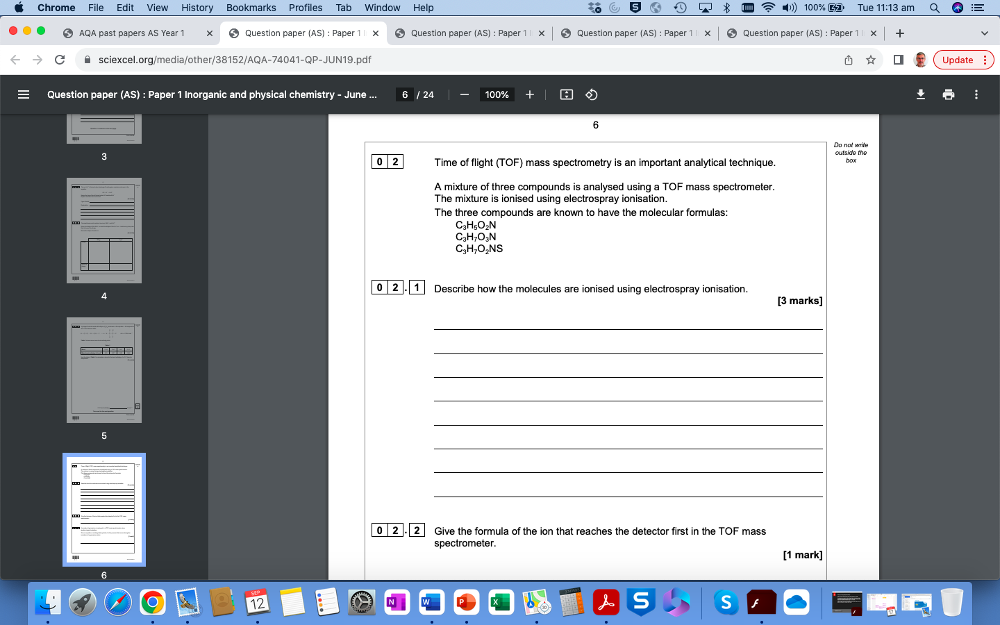 Chrome File Edit View History Bookmarks Profiles Tab Window Help 100% Tue 11:13 am
AQA past papers AS Year 1 Question paper (AS) : Paper 1 Question paper (AS) : Paper 1 Question paper (AS) : Paper 1 Question paper (AS) : Paper 1
sciexcel.org/media/other/38152/AQA-74041-QP-JUN19.pdf Update
Question paper (AS) : Paper 1 Inorganic and physical chemistry - June ... 6 / 24 100%
3
4
5
6
6
Do not write
outside the
box
0 2 Time of flight (TOF) mass spectrometry is an important analytical technique.
A mixture of three compounds is analysed using a TOF mass spectrometer.
The mixture is ionised using electrospray ionisation.
The three compounds are known to have the molecular formulas:
C₃H₅O₂N
C₃H₇O₃N
C₃H₇O₂NS
0 2 . 1 Describe how the molecules are ionised using electrospray ionisation.
[3 marks]
0 2 . 2 Give the formula of the ion that reaches the detector first in the TOF mass
spectrometer.
[1 mark]
SEP
12
N W P X 3D S S
17